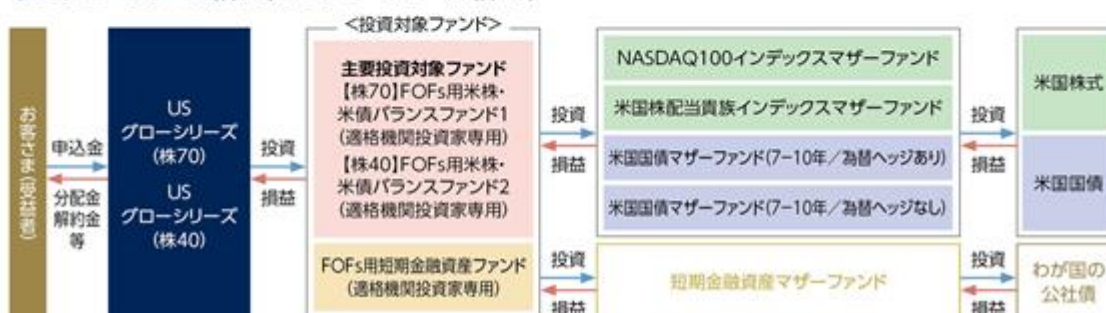 <投資対象ファンド>
お客さま(受益者)
申込金
分配金
解約金
等
US
グローシリーズ
(株70)
US
グローシリーズ
(株40)
投資
損益
主要投資対象ファンド
【株70】FOFs用米株・
米債バランスファンド1
(適格機関投資家専用)
【株40】FOFs用米株・
米債バランスファンド2
(適格機関投資家専用)
FOFs用短期金融資産ファンド
(適格機関投資家専用)
投資
損益
投資
損益
NASDAQ100インデックスマザーファンド
米国株配当貴族インデックスマザーファンド
米国国債マザーファンド(7-10年/為替ヘッジあり)
米国国債マザーファンド(7-10年/為替ヘッジなし)
短期金融資産マザーファンド
投資
損益
投資
損益
米国株式
米国国債
わが国の
公社債